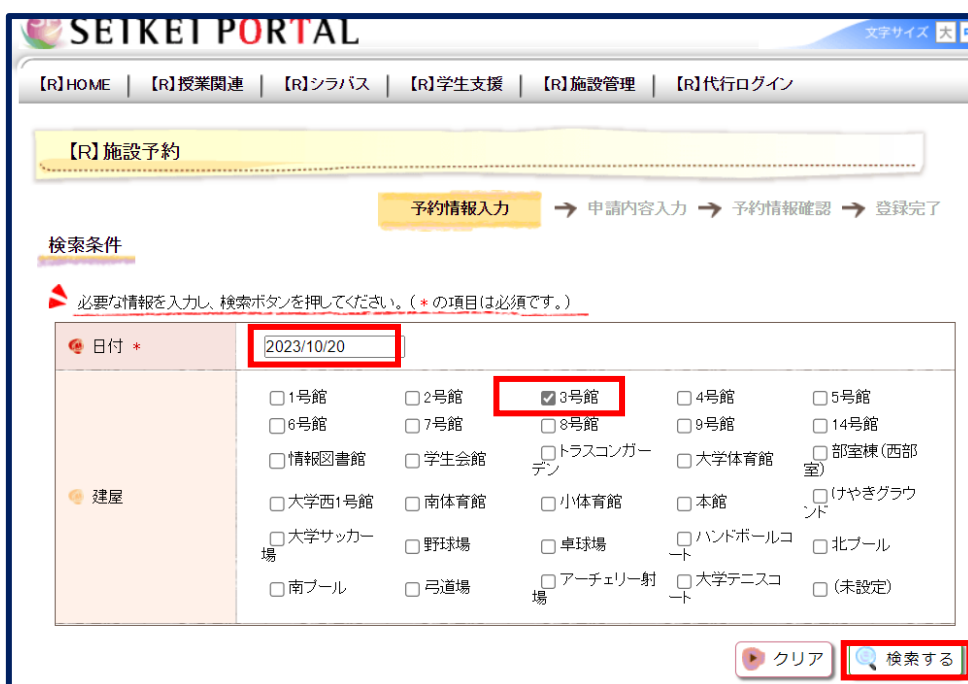 SEIKEI PORTAL
文字サイズ 大
【R】HOME | 【R】授業関連 | 【R】シラバス | 【R】学生支援 | 【R】施設管理 | 【R】代行ログイン
【R】施設予約
予約情報入力 → 申請内容入力 → 予約情報確認 → 登録完了
検索条件
必要な情報を入力し、検索ボタンを押してください。(*の項目は必須です。)
日付 * 2023/10/20
1号館 2号館 3号館 4号館 5号館
6号館 7号館 8号館 9号館 14号館
情報図書館 学生会館 トラスコンガーデン 大学体育館 部室棟(西部室)
建屋
大学西1号館 南体育館 小体育館 本館 けやきグラウンド
大学サッカー場 野球場 卓球場 ハンドボールコート 北プール
南プール 弓道場 アーチェリー射場 大学テニスコート (未設定)
クリア 検索する